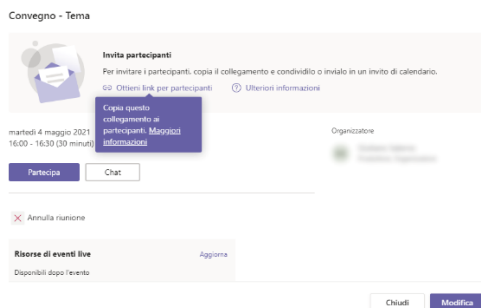 Convegno - Tema
Invita partecipanti
Per invitare i partecipanti, copia il collegamento e condividilo o invialo in un invito di calendario.
Ottieni link per partecipanti
Ulteriori informazioni
Copia questo
collegamento ai
partecipanti. Maggiori
informazioni
martedì 4 maggio 2021
16:00 - 16:30 (30 minuti)
Organizzatore
Partecipa
Chat
Annulla riunione
Risorse di eventi live
Aggiorna
Disponibili dopo l'evento
Chiudi
Modifica